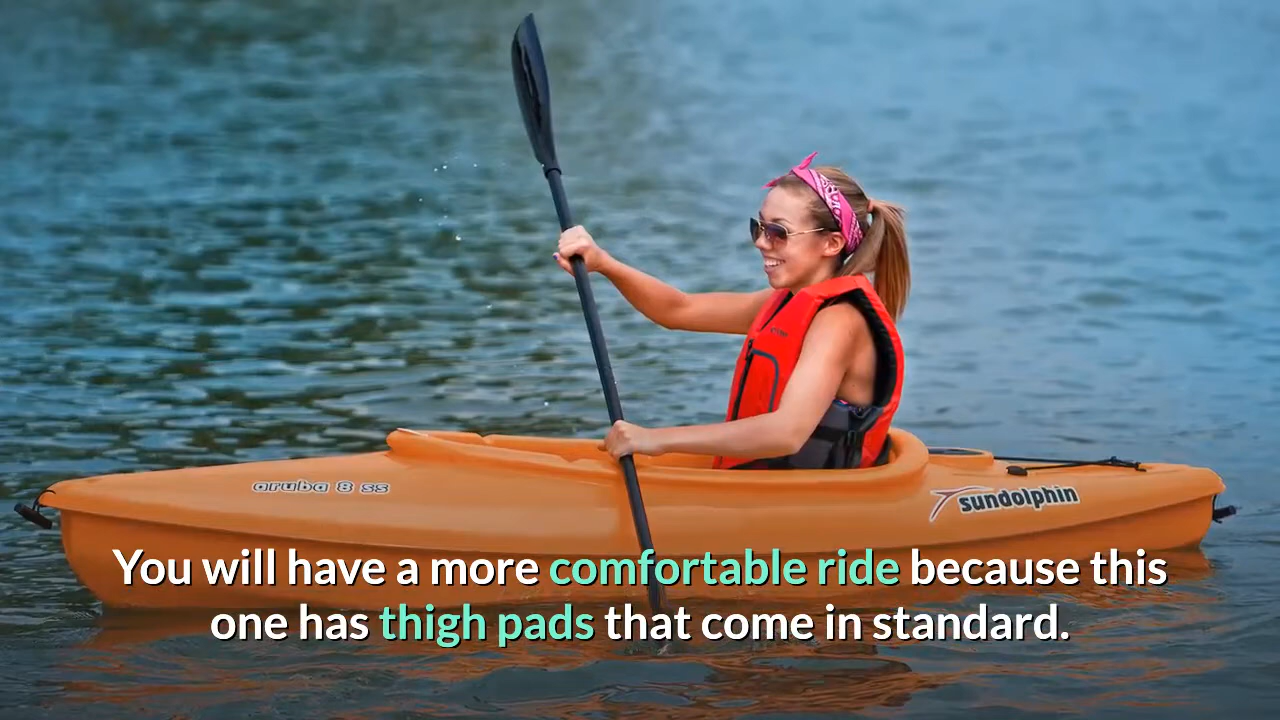 aruba 8 ss
sundolphin
You will have a more comfortable ride because this
one has thigh pads that come in standard.